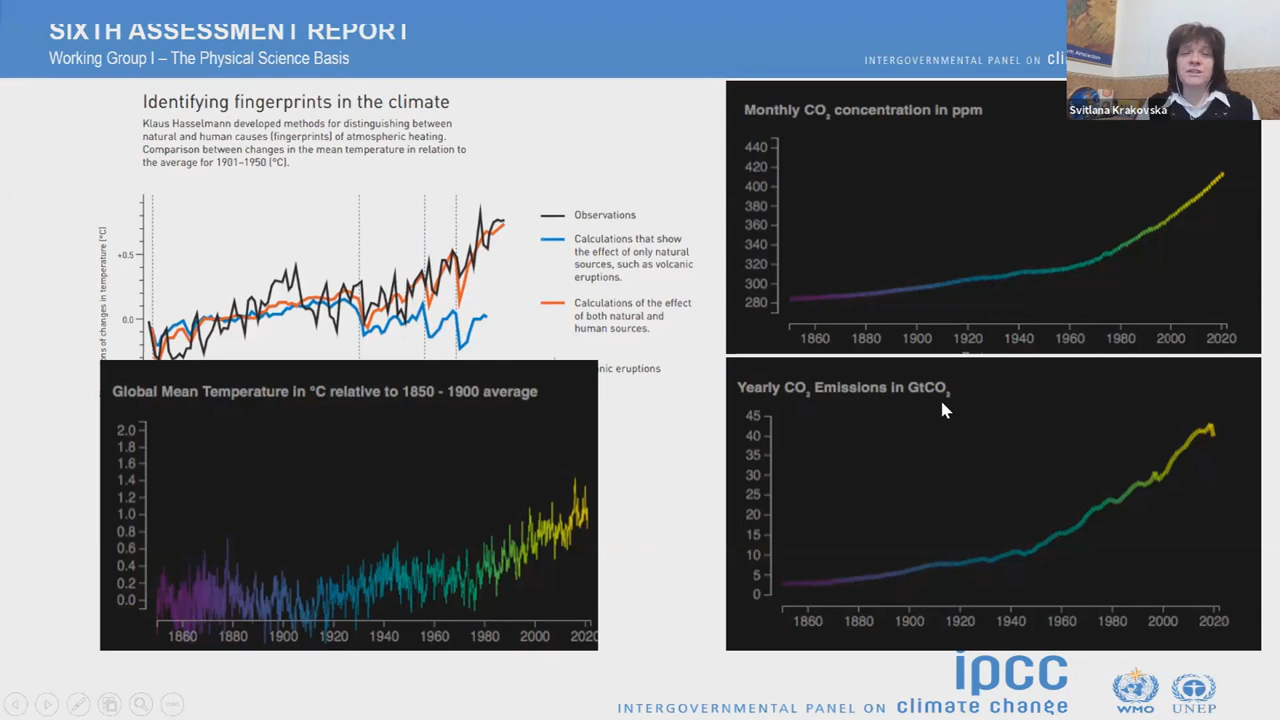 SIXTH ASSESSMENT REPORT
Working Group I – The Physical Science Basis
INTERGOVERNMENTAL PANEL ON
Svitlana Krakovska
Identifying fingerprints in the climate
Klaus Hasselmann developed methods for distinguishing between
natural and human causes (fingerprints) of atmospheric heating.
Comparison between changes in the mean temperature in relation to
the average for 1901–1950 (°C).
of changes in temperature (°C)
+0.5
0.0
Observations
Calculations that show
the effect of only natural
sources, such as volcanic
eruptions.
Calculations of the effect
of both natural and
human sources.
eruptions
Monthly CO₂ concentration in ppm
440
420
400
380
360
340
320
300
280
1860 1880 1900 1920 1940 1960 1980 2000 2020
Global Mean Temperature in °C relative to 1850 - 1900 average
2.0
1.8
1.6
1.4
1.2
1.0
0.8
0.6
0.4
0.2
0.0
1860 1880 1900 1920 1940 1960 1980 2000 2020
Yearly CO₂ Emissions in GtCO₂
45
40
35
30
25
20
15
10
5
0
1860 1880 1900 1920 1940 1960 1980 2000 2020
ipcc
INTERGOVERNMENTAL PANEL ON climate change
WMO
UNEP